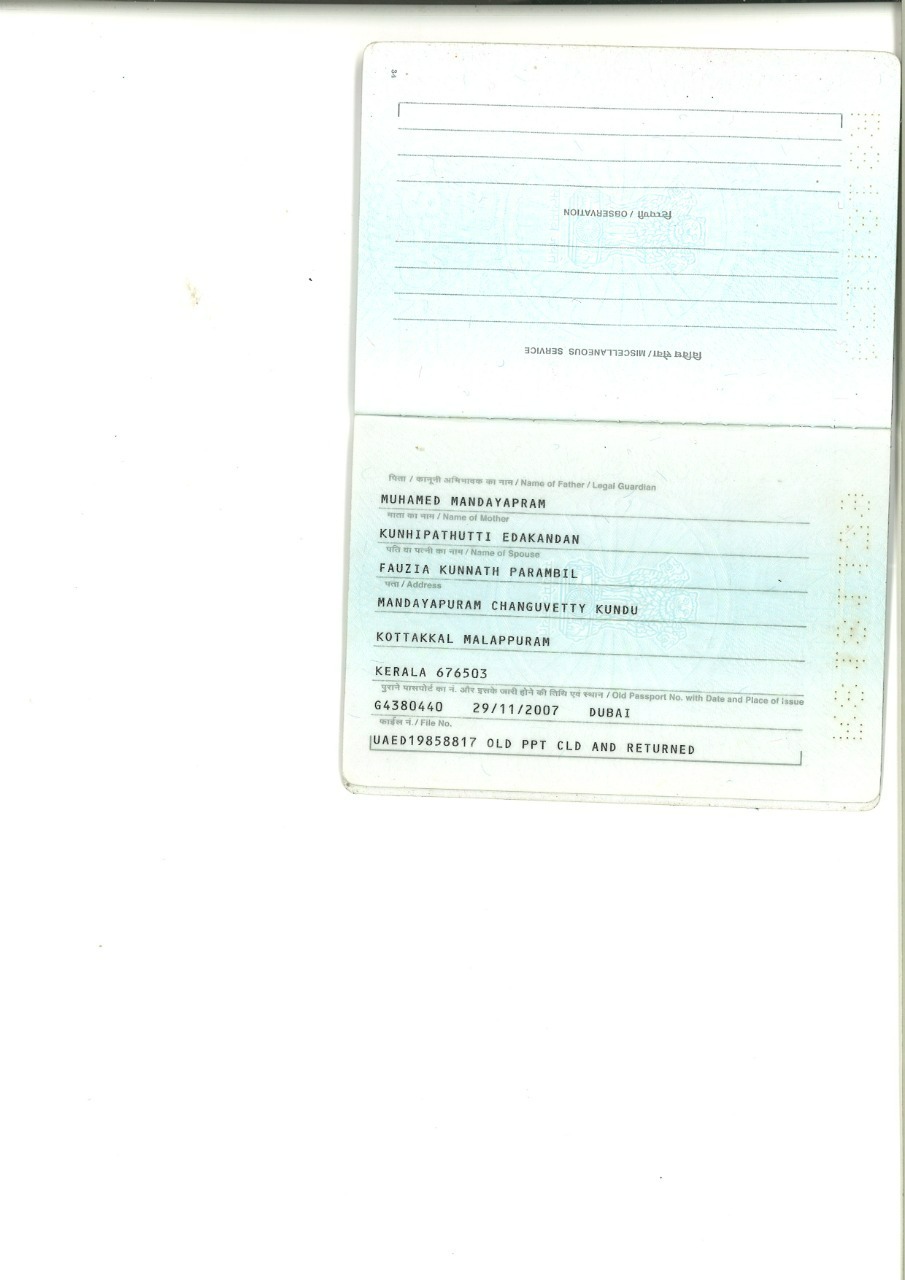 34
टिप्पणी / OBSERVATION
विविध सेवा / MISCELLANEOUS SERVICE
पिता / कानूनी अभिभावक का नाम / Name of Father / Legal Guardian
MUHAMED MANDAYAPRAM
माता का नाम / Name of Mother
KUNHIPATHUTTI EDAKANDAN
पति या पत्नी का नाम / Name of Spouse
FAUZIA KUNNATH PARAMBIL
पता / Address
MANDAYAPURAM CHANGUVETTY KUNDU
KOTTAKKAL MALAPPURAM
KERALA 676503
पुराने पासपोर्ट का नं. और इसके जारी होने की तिथि एवं स्थान / Old Passport No. with Date and Place of Issue
G4380440 29/11/2007 DUBAI
फाईल नं. / File No.
UAED19858817 OLD PPT CLD AND RETURNED